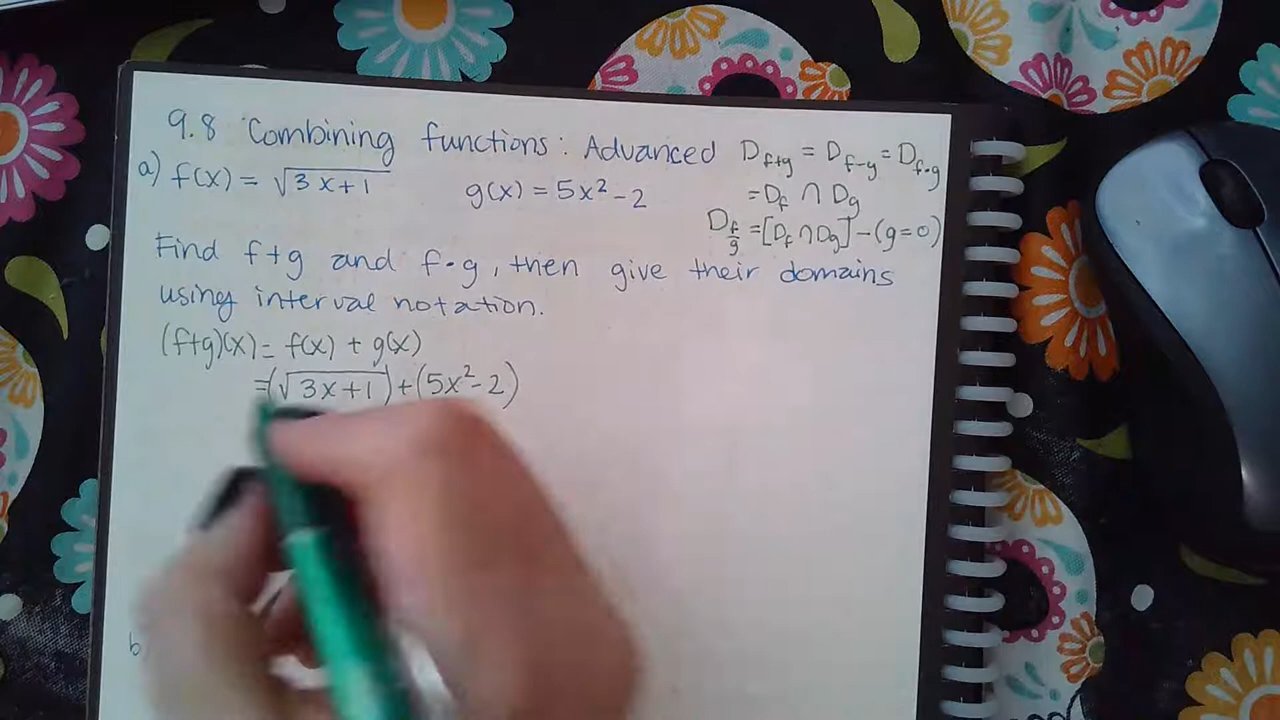 9.8 Combining functions: Advanced
D_{f+g} = D_{f-g} = D_{f•g}
= D_f ∩ D_g
D_{f/g} = [D_f ∩ D_g] - (g=0)
a) f(x) = √(3x+1) g(x) = 5x² - 2
Find f+g and f•g, then give their domains
using interval notation.
(f+g)(x) = f(x) + g(x)
= (√(3x+1)) + (5x² - 2)
b